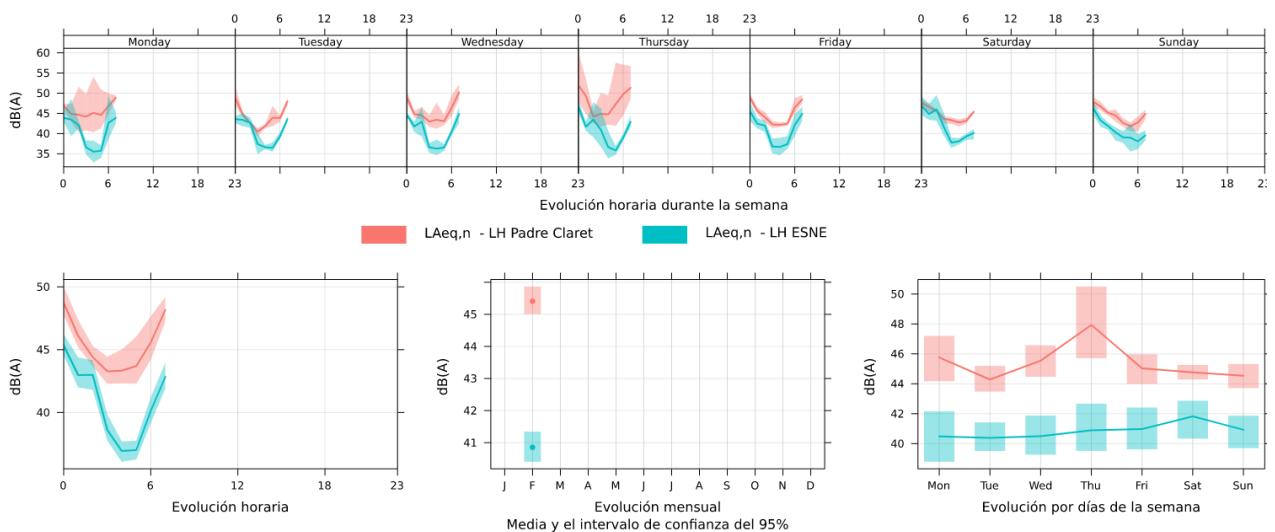 0 6 12 18 23 0 6 12 18 23 0 6 12 18 23
Monday Tuesday Wednesday Thursday Friday Saturday Sunday
60
55
50
45
40
35
dB(A)
0 6 12 18 23 0 6 12 18 23 0 6 12 18 23 0 6 12 18 23
Evolución horaria durante la semana
LAeq,n - LH Padre Claret LAeq,n - LH ESNE
50
45
40
dB(A)
0 6 12 18 23
Evolución horaria
45
44
43
42
41
dB(A)
J F M A M J J A S O N D
Evolución mensual
Media y el intervalo de confianza del 95%
50
48
46
44
42
40
dB(A)
Mon Tue Wed Thu Fri Sat Sun
Evolución por días de la semana